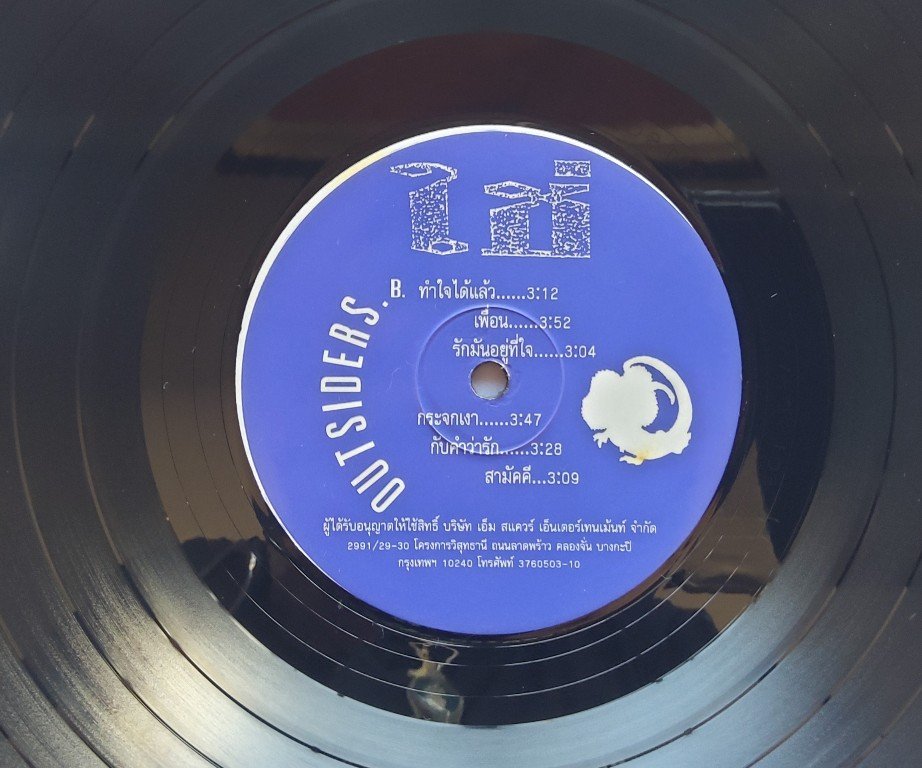 B. ทำใจได้แล้ว......3:12
เพื่อน......3:52
รักมันอยู่ที่ใจ......3:04
OUTSIDERS.
กระจกเงา......3:47
กับคำว่ารัก......3:28
สามัคคี...3:09
ผู้ได้รับอนุญาตให้ใช้สิทธิ์ บริษัท เอ็ม สแควร์ เอ็นเตอร์เทนเม้นท์ จำกัด
2991/29-30 โครงการวิสุทธานี ถนนลาดพร้าว คลองจั่น บางกะปิ
กรุงเทพฯ 10240 โทรศัพท์ 3760503-10